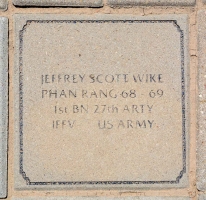 JEFFREY SCOTT WIKE
PHAN RANG 68 - 69
1st BN 27th ARTY
IFFV US ARMY